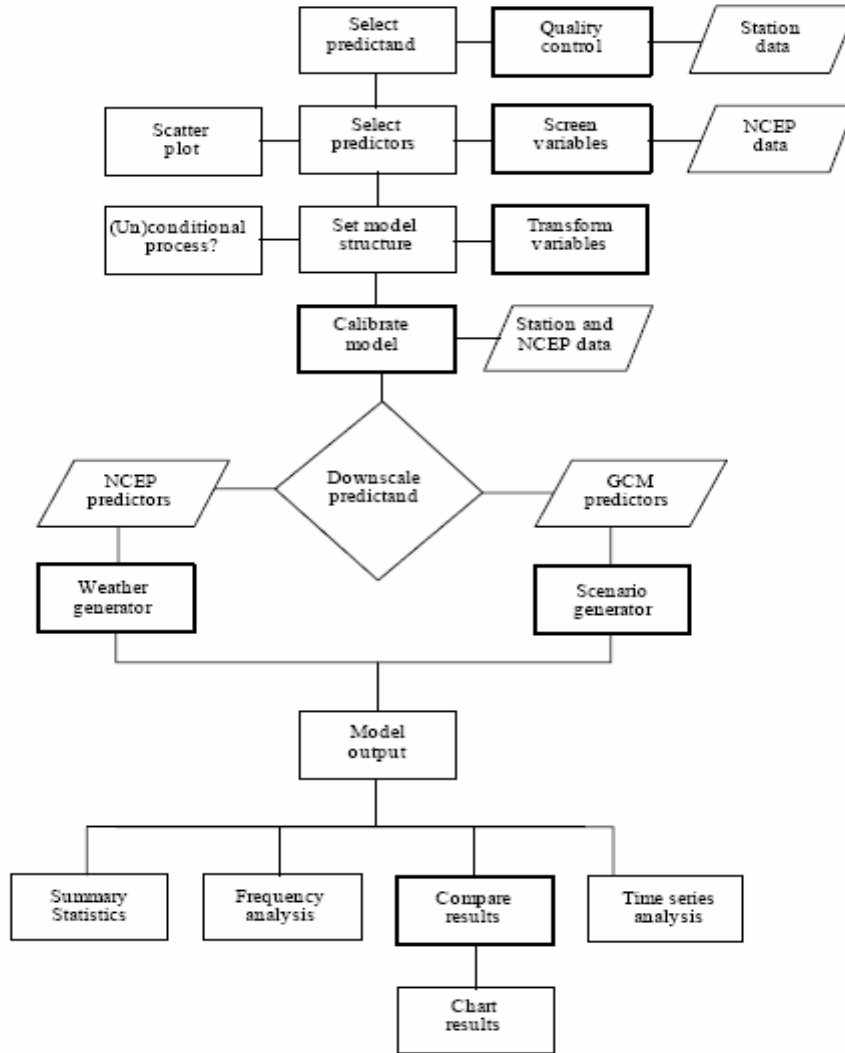 Select
predictand
Quality
control
Station
data
Scatter
plot
Select
predictors
Screen
variables
NCEP
data
(Un)conditional
process?
Set model
structure
Transform
variables
Calibrate
model
Station and
NCEP data
NCEP
predictors
Downscale
predictand
GCM
predictors
Weather
generator
Scenario
generator
Model
output
Summary
Statistics
Frequency
analysis
Compare
results
Time series
analysis
Chart
results